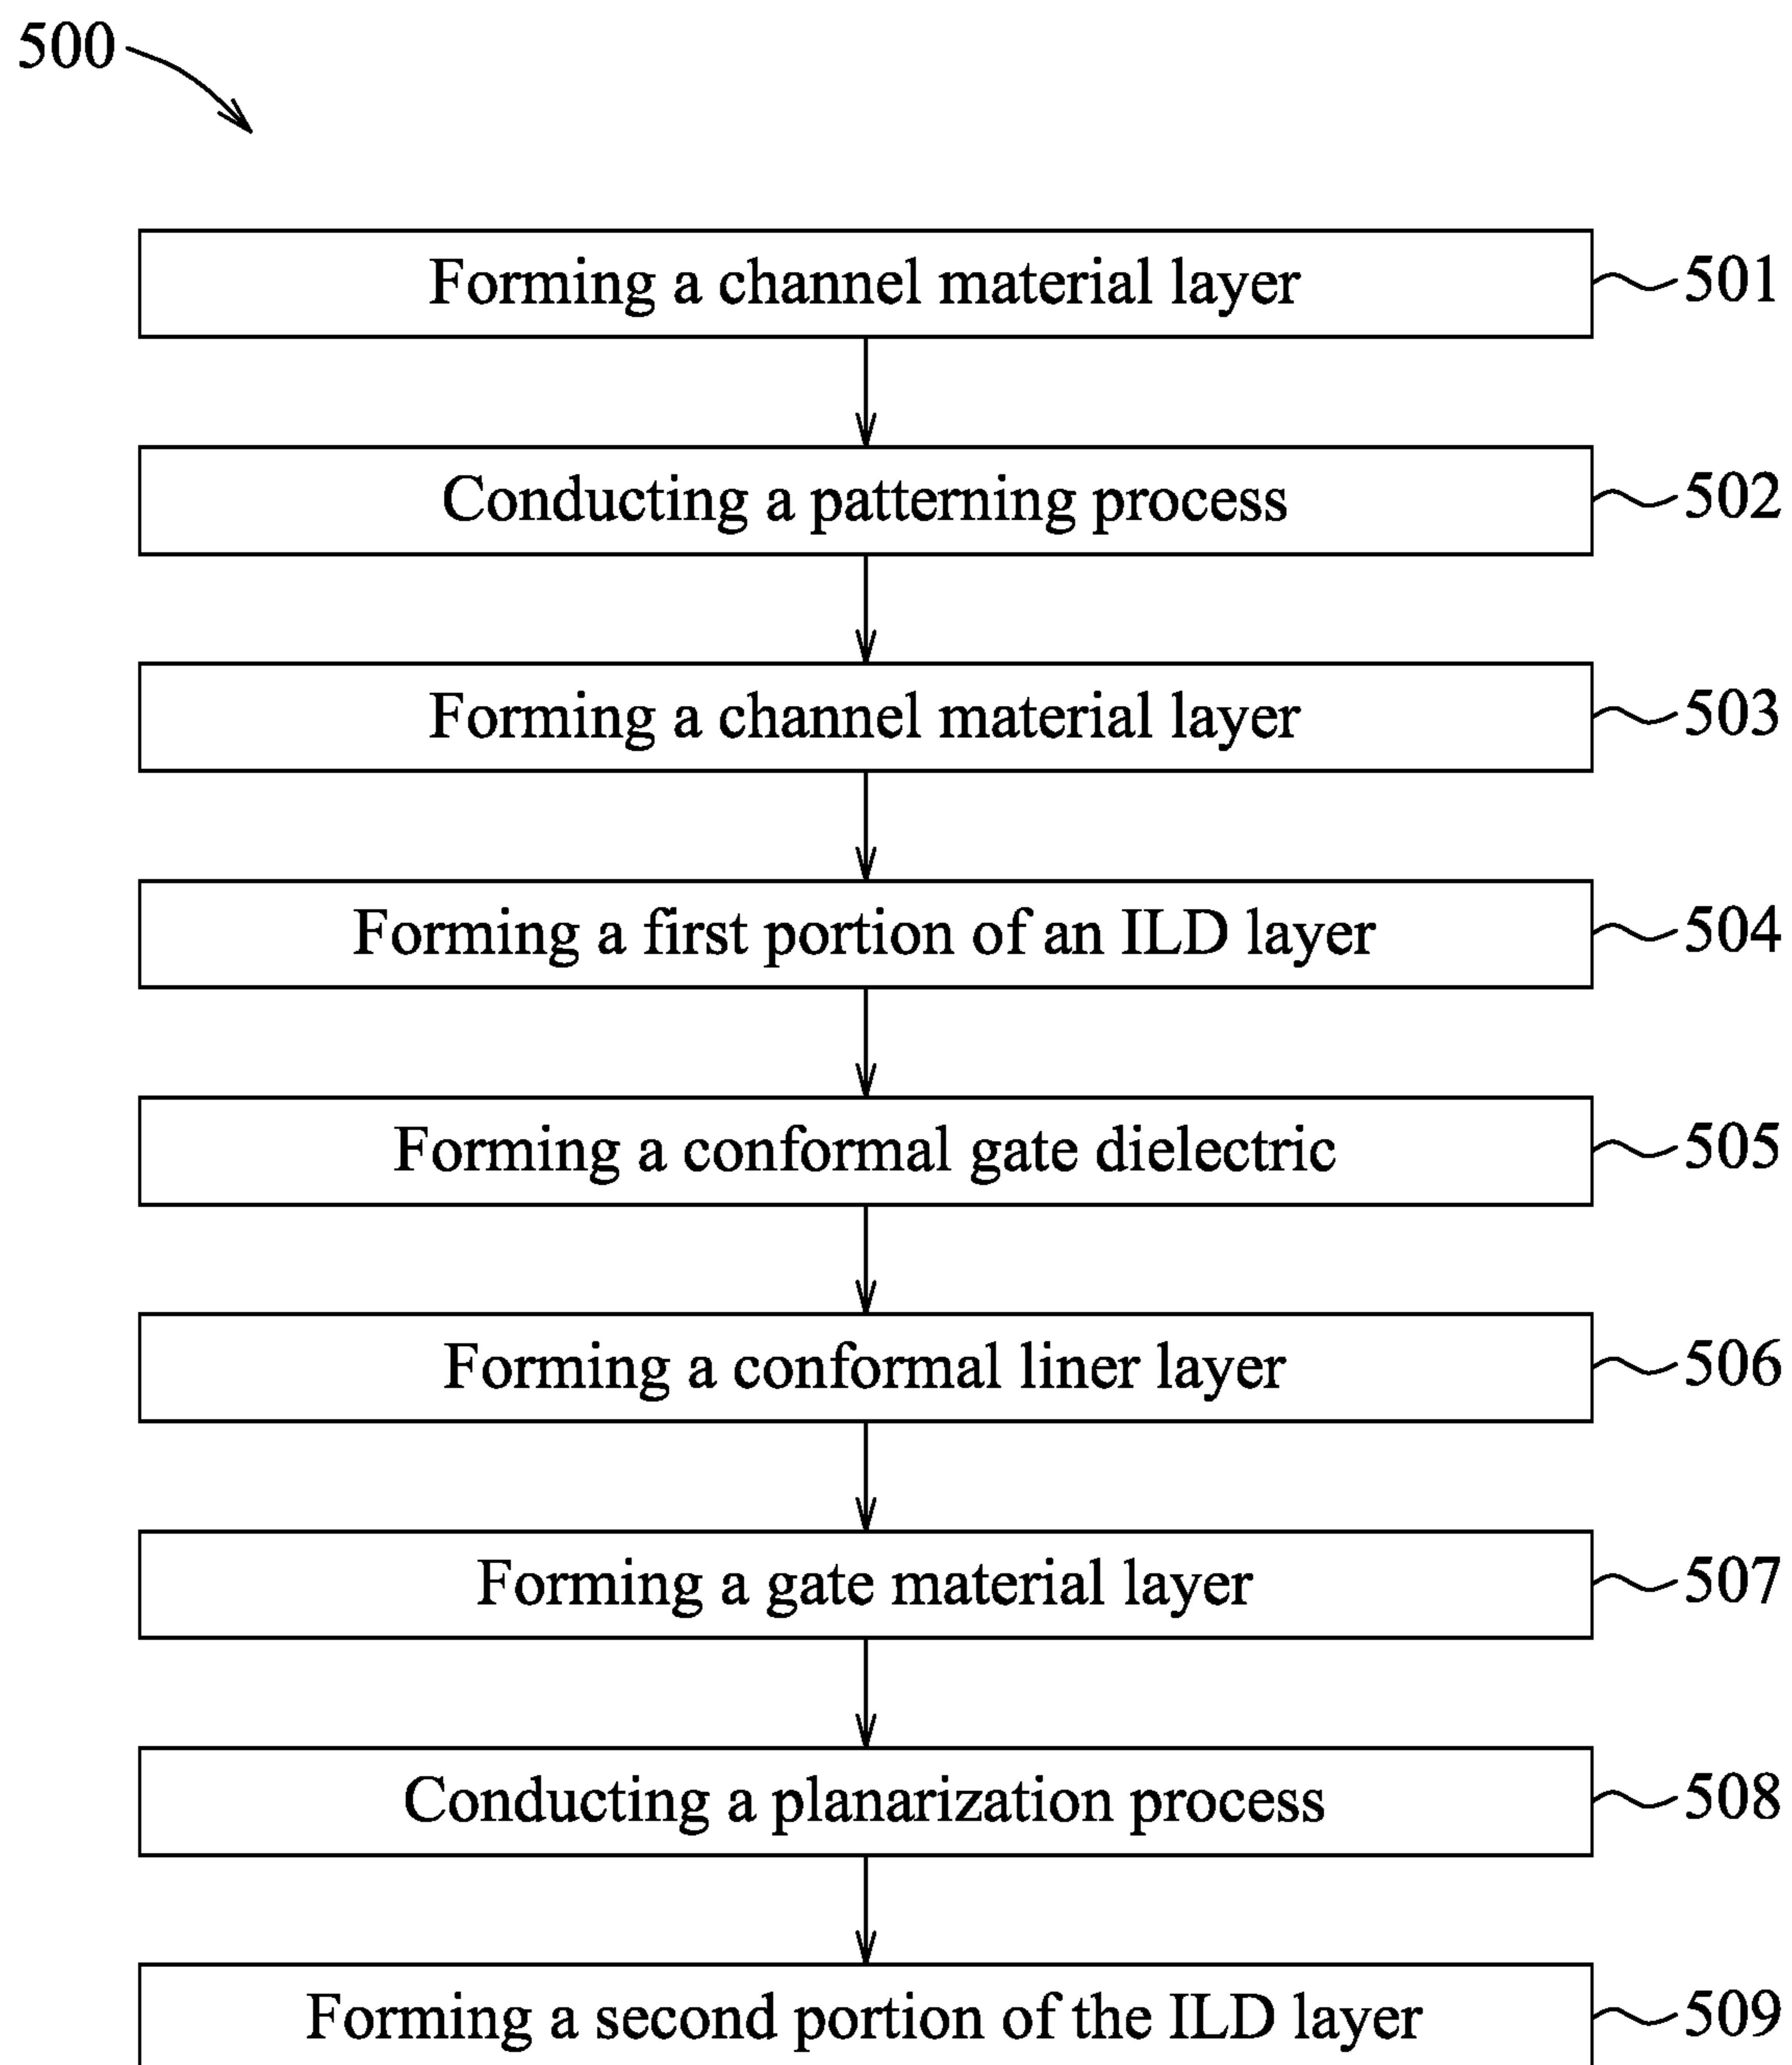 500
Forming a channel material layer 501
Conducting a patterning process 502
Forming a channel material layer 503
Forming a first portion of an ILD layer 504
Forming a conformal gate dielectric 505
Forming a conformal liner layer 506
Forming a gate material layer 507
Conducting a planarization process 508
Forming a second portion of the ILD layer 509